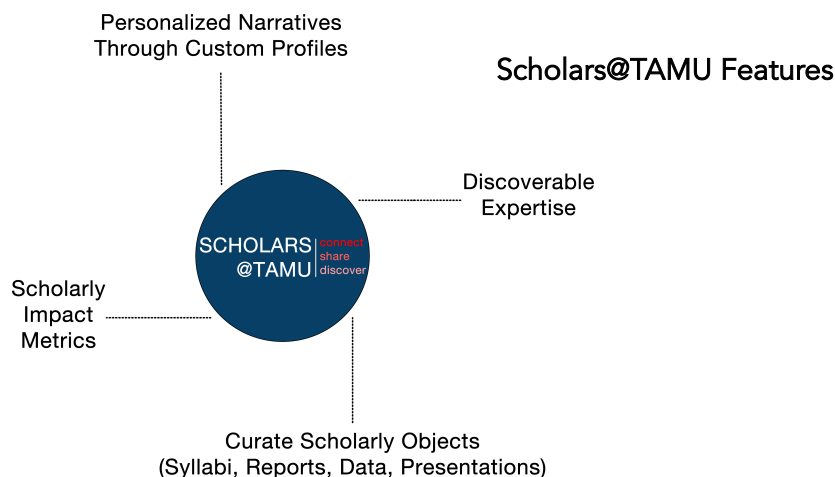 Personalized Narratives
Through Custom Profiles
Scholars@TAMU Features
Discoverable
Expertise
SCHOLARS
@TAMU
connect
share
discover
Scholarly
Impact
Metrics
Curate Scholarly Objects
(Syllabi, Reports, Data, Presentations)